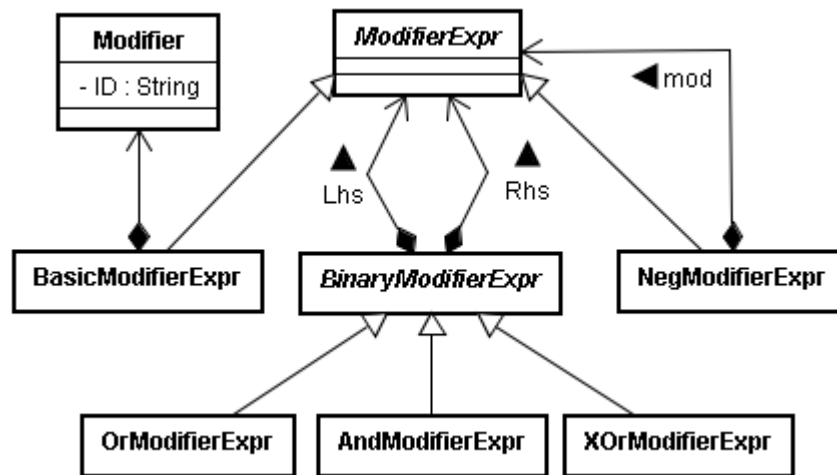 Modifier
- ID : String
ModifierExpr
mod
Lhs
Rhs
BasicModifierExpr
BinaryModifierExpr
NegModifierExpr
OrModifierExpr
AndModifierExpr
XOrModifierExpr